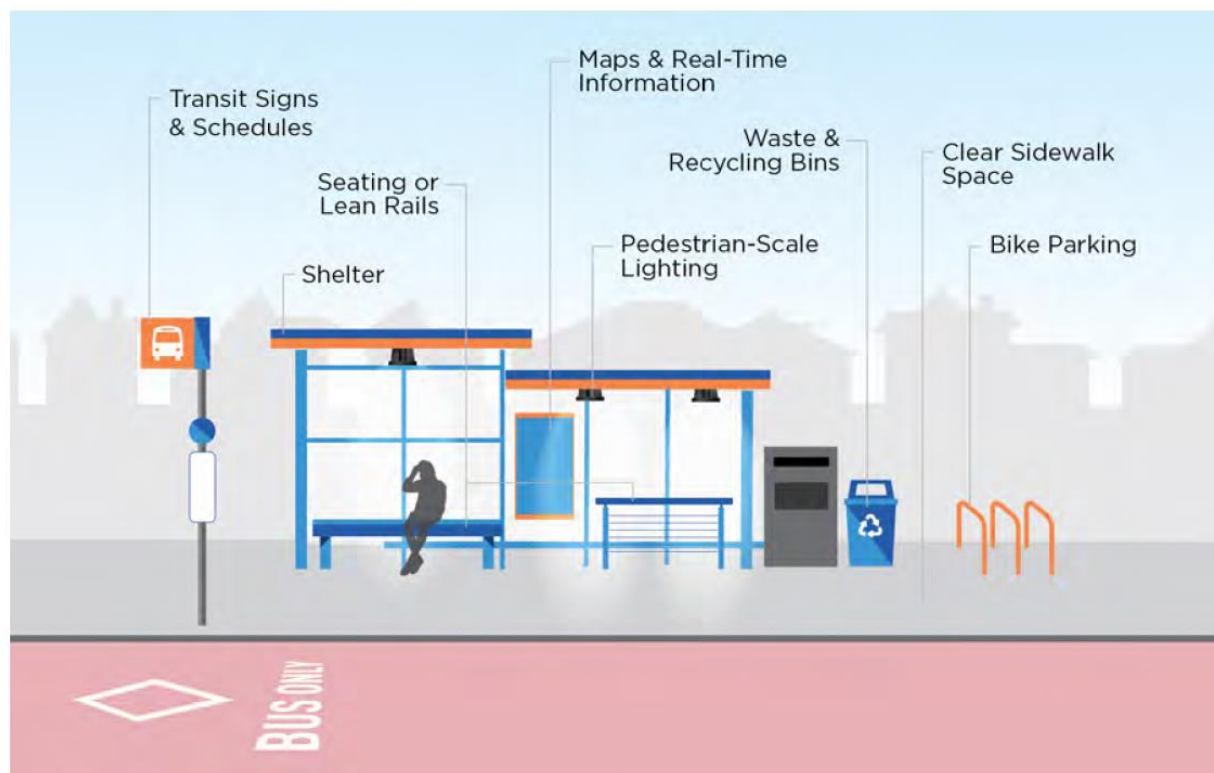 Transit Signs
& Schedules
Maps & Real-Time
Information
Waste &
Recycling Bins
Clear Sidewalk
Space
Seating or
Lean Rails
Pedestrian-Scale
Lighting
Bike Parking
Shelter
BUS ONLY